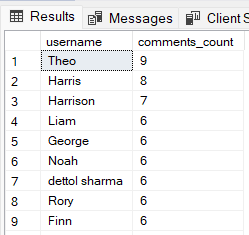 Results Messages Client S
username comments_count
1 Theo 9
2 Harris 8
3 Harrison 7
4 Liam 6
5 George 6
6 Noah 6
7 dettol sharma 6
8 Rory 6
9 Finn 6